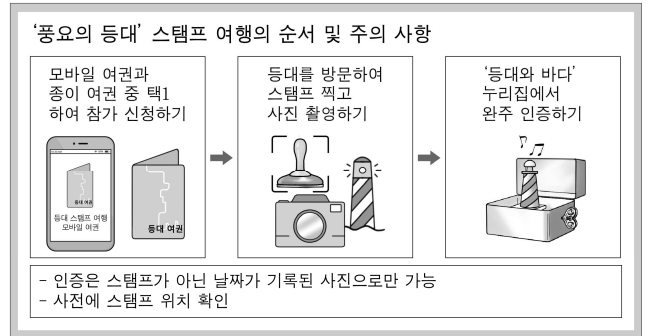 ‘풍요의 등대’ 스탬프 여행의 순서 및 주의 사항
모바일 여권과
종이 여권 중 택1
하여 참가 신청하기
등대 여권
등대 스탬프 여행
모바일 여권
등대 여권
등대를 방문하여
스탬프 찍고
사진 촬영하기
‘등대와 바다’
누리집에서
완주 인증하기
- 인증은 스탬프가 아닌 날짜가 기록된 사진으로만 가능
- 사전에 스탬프 위치 확인